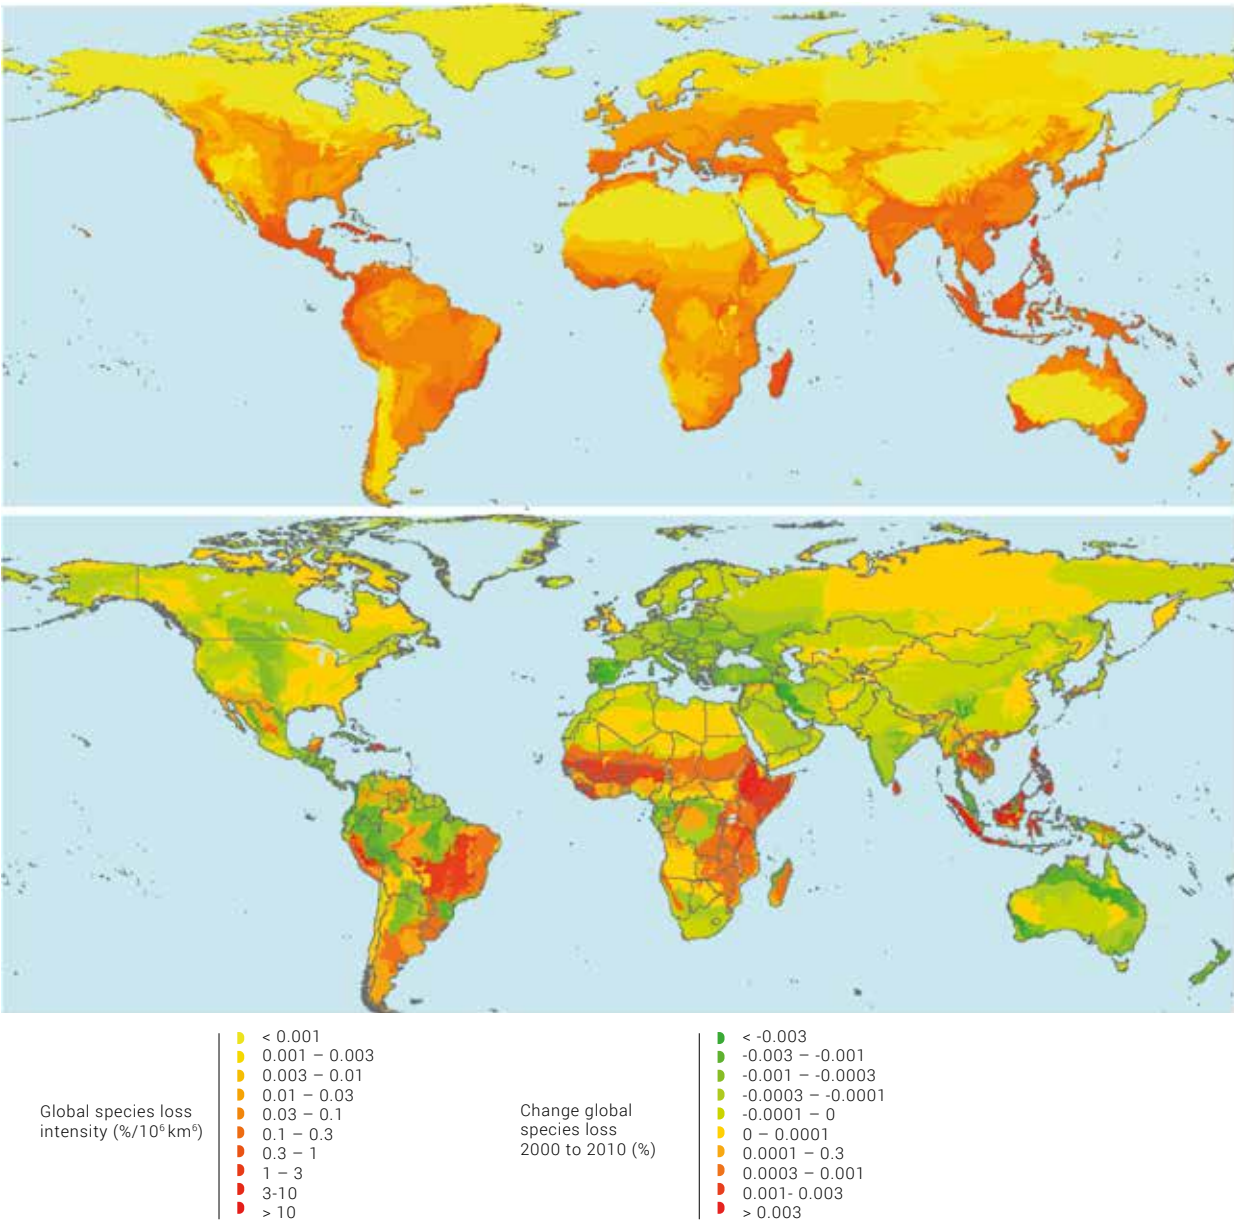 Global species loss
intensity (%/10⁶ km⁶)
< 0.001
0.001 – 0.003
0.003 – 0.01
0.01 – 0.03
0.03 – 0.1
0.1 – 0.3
0.3 – 1
1 – 3
3-10
> 10
Change global
species loss
2000 to 2010 (%)
< -0.003
-0.003 – -0.001
-0.001 – -0.0003
-0.0003 – -0.0001
-0.0001 – 0
0 – 0.0001
0.0001 – 0.3
0.0003 – 0.001
0.001- 0.003
> 0.003